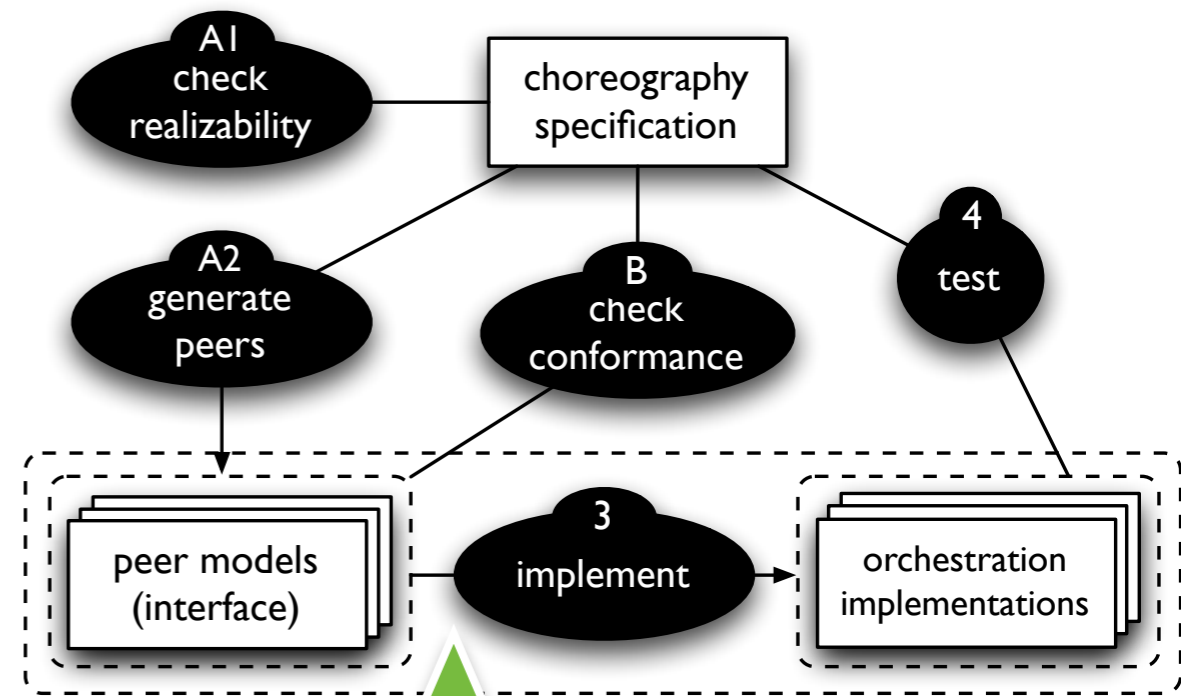 A1
check
realizability
choreography
specification
A2
generate
peers
B
check
conformance
4
test
peer models
(interface)
3
implement
orchestration
implementations